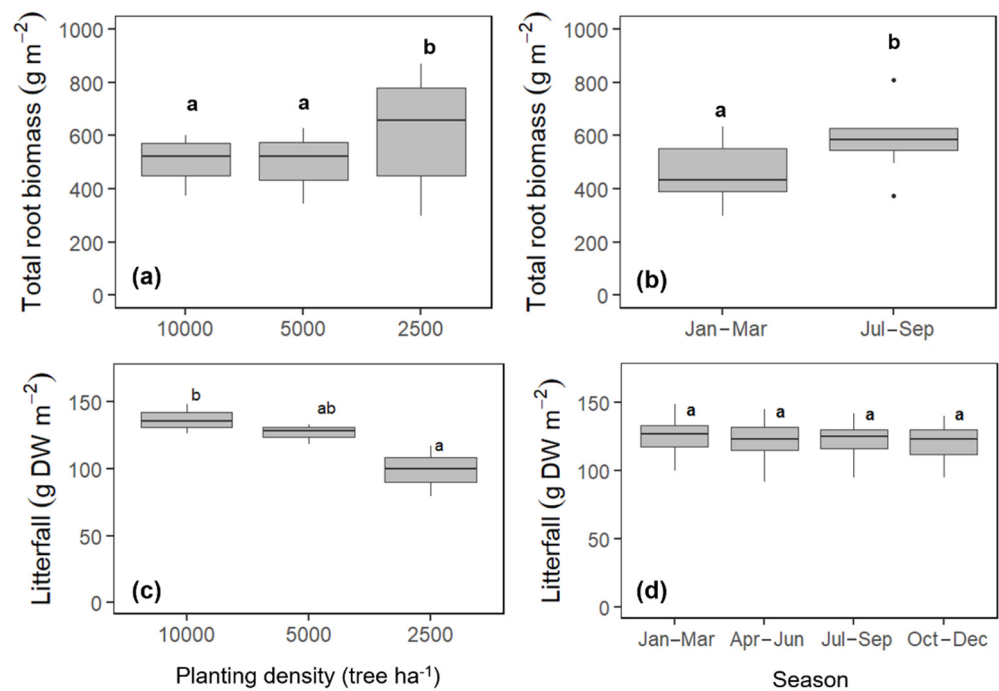 Total root biomass (g m−2)
1000
800
600
400
200
0
a
a
b
(a)
10000
5000
2500
Total root biomass (g m−2)
1000
800
600
400
200
0
a
b
(b)
Jan−Mar
Jul−Sep
Litterfall (g DW m−2)
150
100
50
0
b
ab
a
(c)
10000
5000
2500
Planting density (tree ha-1)
Litterfall (g DW m−2)
150
100
50
0
a
a
a
a
(d)
Jan−Mar
Apr−Jun
Jul−Sep
Oct−Dec
Season